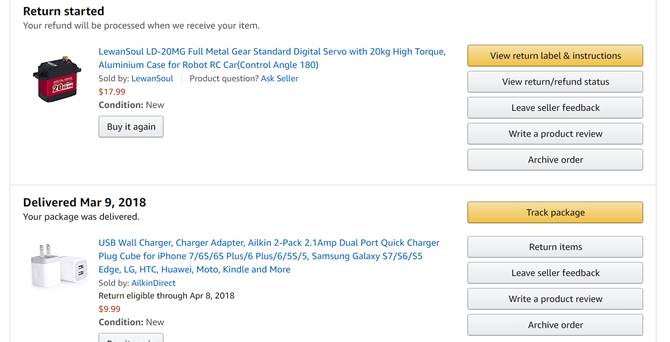 Return started
Your refund will be processed when we receive your item.
LewanSoul LD-20MG Full Metal Gear Standard Digital Servo with 20kg High Torque,
Aluminium Case for Robot RC Car(Control Angle 180)
Sold by: LewanSoul | Product question? Ask Seller
$17.99
Condition: New
Buy it again
View return label & instructions
View return/refund status
Leave seller feedback
Write a product review
Archive order
Delivered Mar 9, 2018
Your package was delivered.
USB Wall Charger, Charger Adapter, Ailkin 2-Pack 2.1Amp Dual Port Quick Charger
Plug Cube for iPhone 7/6S/6S Plus/6 Plus/6/5S/5, Samsung Galaxy S7/S6/S5
Edge, LG, HTC, Huawei, Moto, Kindle and More
Sold by: AilkinDirect
Return eligible through Apr 8, 2018
$9.99
Condition: New
Track package
Return items
Leave seller feedback
Write a product review
Archive order